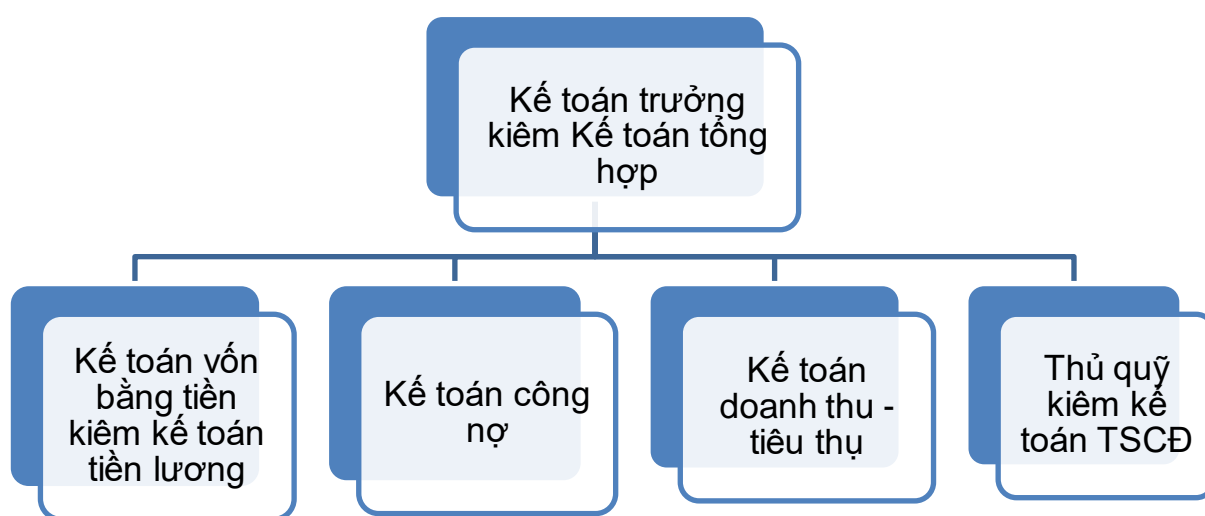 Kế toán trưởng
kiêm Kế toán tổng
hợp
Kế toán vốn
bằng tiền
kiêm kế toán
tiền lương
Kế toán công
nợ
Kế toán
doanh thu -
tiêu thụ
Thủ quỹ
kiêm kế
toán TSCĐ